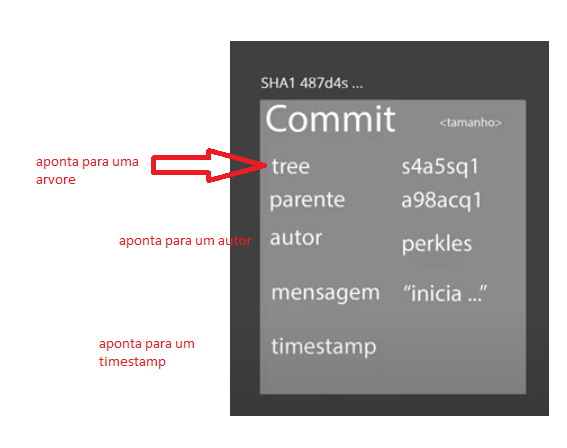 SHA1 487d4s ...
Commit <tamanho>
aponta para uma
arvore
tree s4a5sq1
parente a98acq1
aponta para um autor
autor perkles
mensagem “inicia ...”
aponta para um
timestamp
timestamp